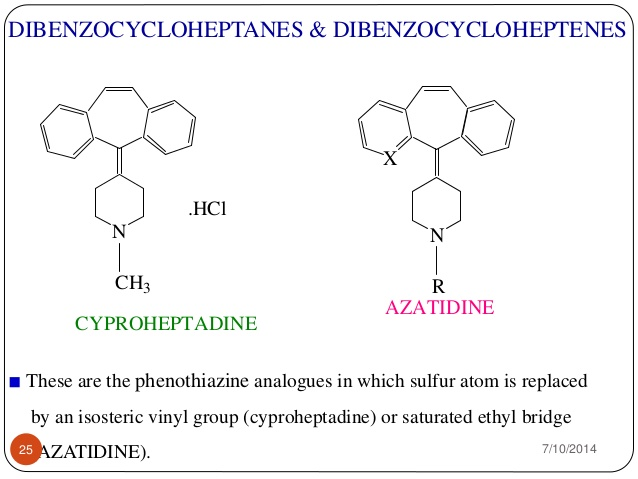 DIBENZOCYCLOHEPTANES & DIBENZOCYCLOHEPTENES
X
.HCl
N
N
CH3
R
CYPROHEPTADINE
AZATIDINE
These are the phenothiazine analogues in which sulfur atom is replaced
by an isosteric vinyl group (cyproheptadine) or saturated ethyl bridge
AZATIDINE).
25
7/10/2014